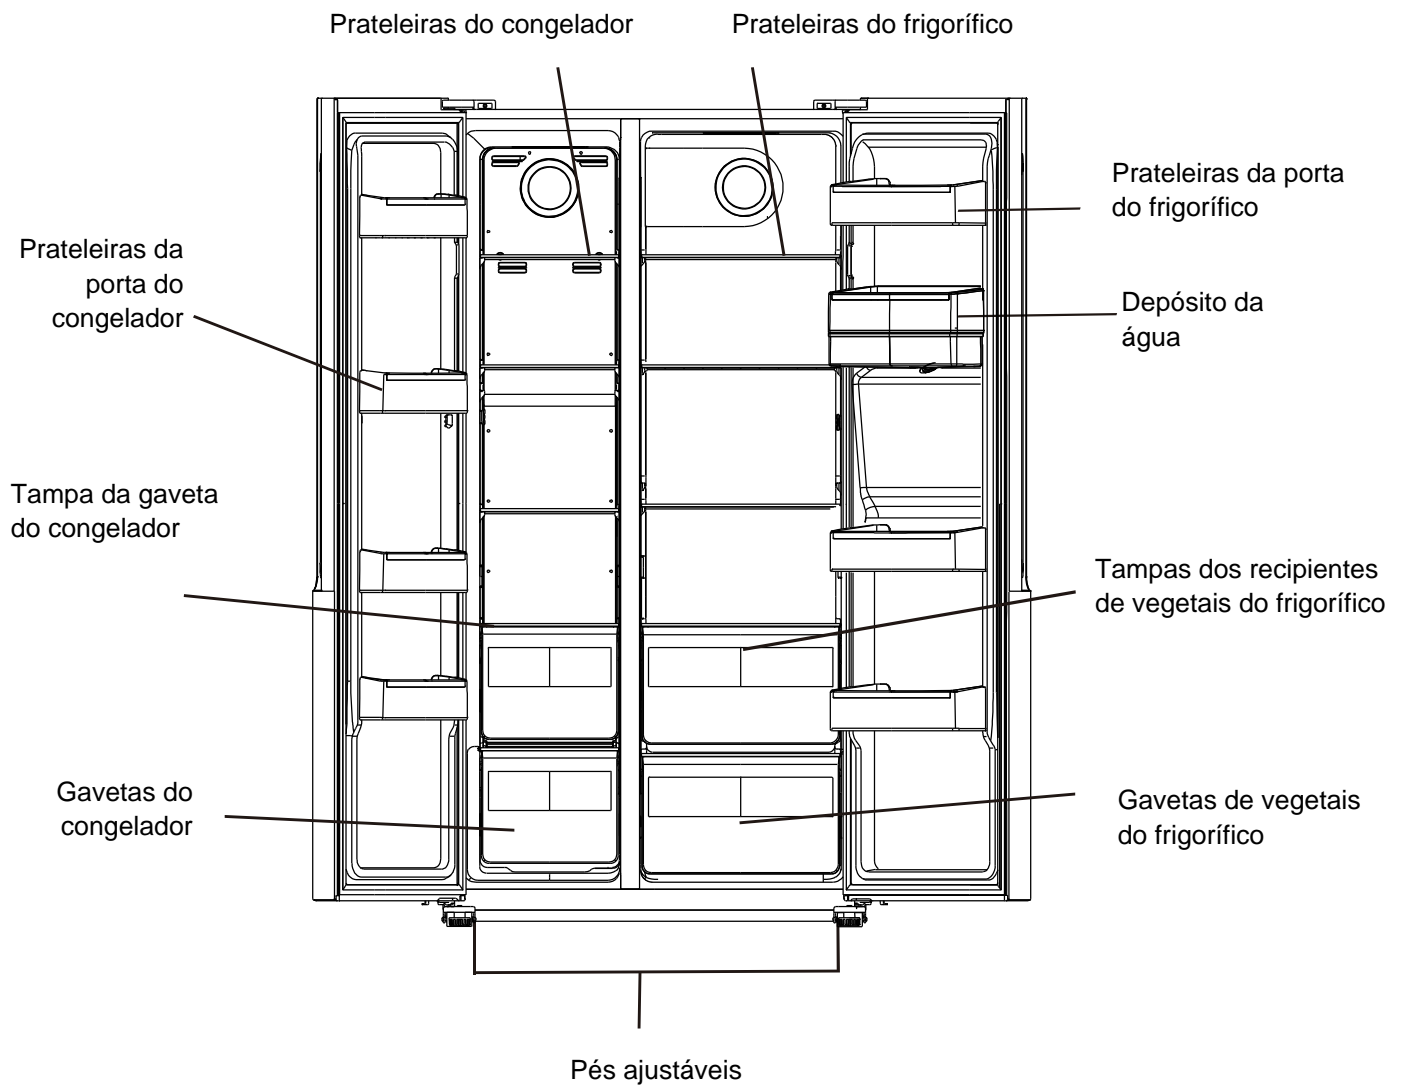 Prateleiras do congelador
Prateleiras do frigorífico
Prateleiras da porta
do frigorífico
Prateleiras da
porta do
congelador
Depósito da
água
Tampa da gaveta
do congelador
Tampas dos recipientes
de vegetais do frigorífico
Gavetas do
congelador
Gavetas de vegetais
do frigorífico
Pés ajustáveis